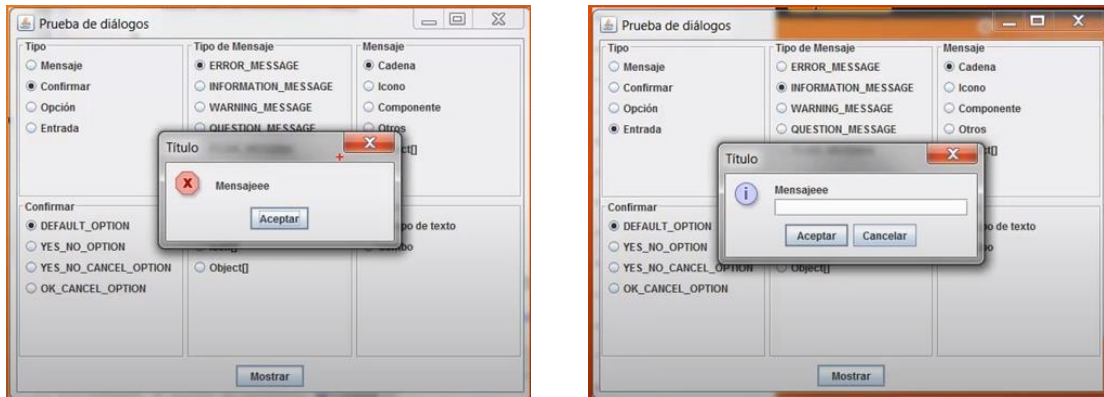 Prueba de diálogos
Tipo
Mensaje
Confirmar
Opción
Entrada
Tipo de Mensaje
ERROR_MESSAGE
INFORMATION_MESSAGE
WARNING_MESSAGE
QUESTION_MESSAGE
Mensaje
Cadena
Icono
Componente
Otros
Título
Mensajeee
Aceptar
Confirmar
DEFAULT_OPTION
YES_NO_OPTION
YES_NO_CANCEL_OPTION
OK_CANCEL_OPTION
Object[]
de texto
Mostrar
Prueba de diálogos
Tipo
Mensaje
Confirmar
Opción
Entrada
Tipo de Mensaje
ERROR_MESSAGE
INFORMATION_MESSAGE
WARNING_MESSAGE
QUESTION_MESSAGE
Mensaje
Cadena
Icono
Componente
Otros
Título
Mensajeee
Aceptar Cancelar
Confirmar
DEFAULT_OPTION
YES_NO_OPTION
YES_NO_CANCEL_OPTION
OK_CANCEL_OPTION
Object[]
de texto
Mostrar